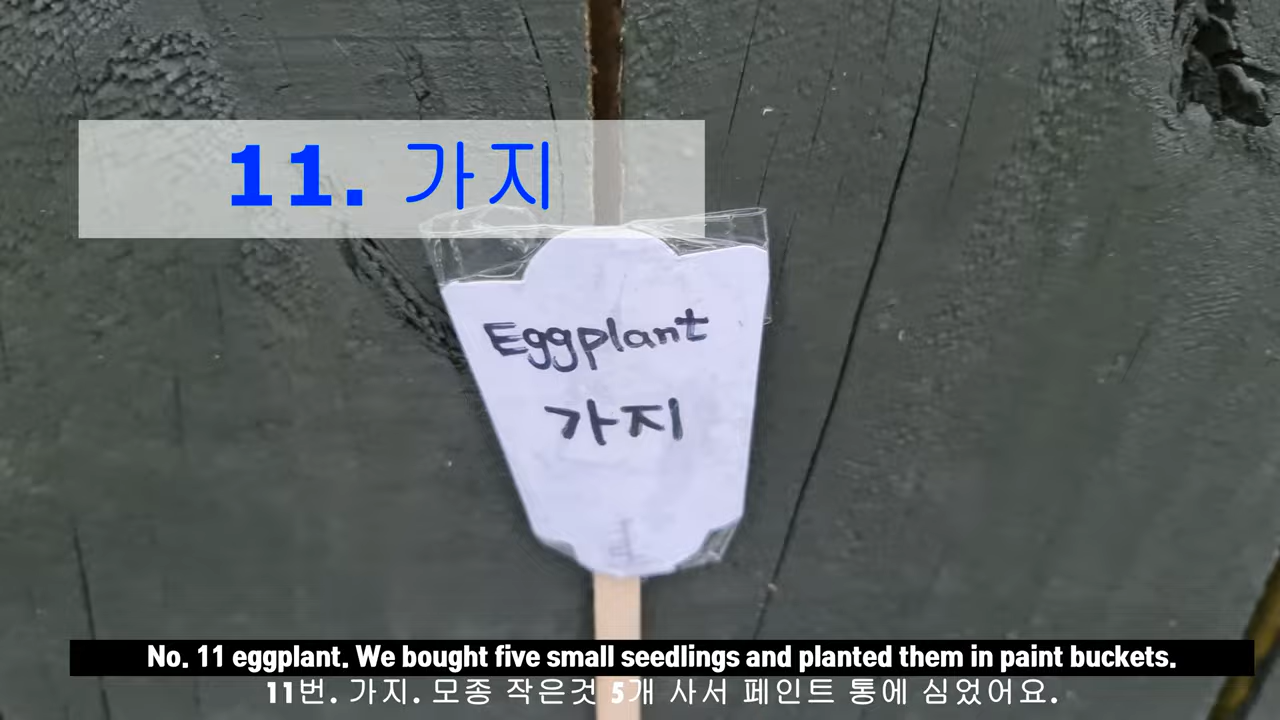 11. 가지
Eggplant
가지
No. 11 eggplant. We bought five small seedlings and planted them in paint buckets.
11번. 가지. 모종 작은것 5개 사서 페인트 통에 심었어요.